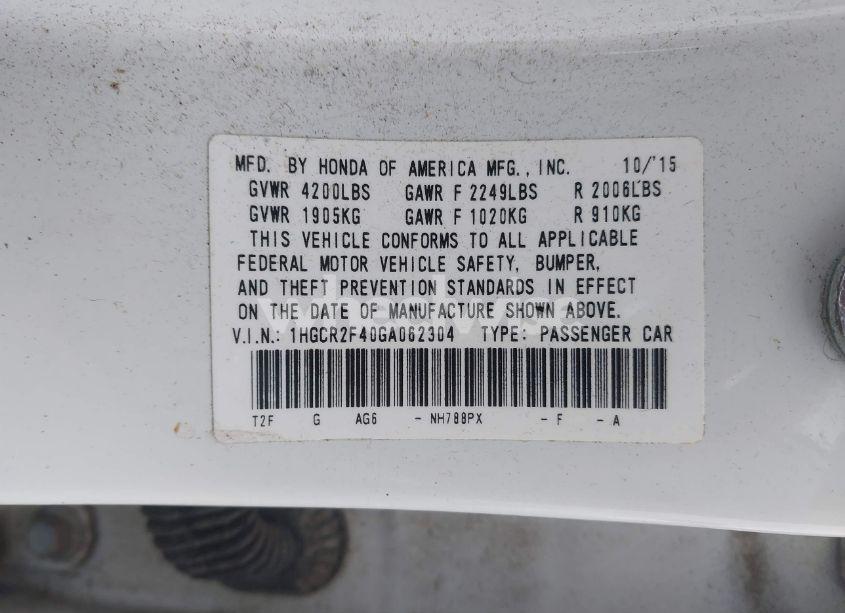 MFD. BY HONDA OF AMERICA MFG., INC. 10/'15
GVWR 4200LBS GAWR F 2249LBS R 2006LBS
GVWR 1905KG GAWR F 1020KG R 910KG
THIS VEHICLE CONFORMS TO ALL APPLICABLE
FEDERAL MOTOR VEHICLE SAFETY, BUMPER,
AND THEFT PREVENTION STANDARDS IN EFFECT
ON THE DATE OF MANUFACTURE SHOWN ABOVE.
V.I.N.: 1HGCR2F40GA062304 TYPE: PASSENGER CAR
T2F G AG6 - NH788PX - F - A